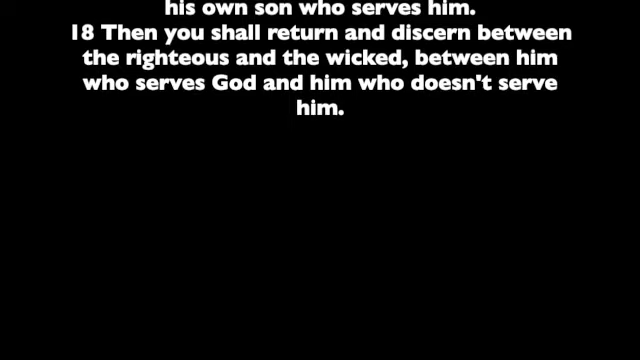 his own son who serves him.
18 Then you shall return and discern between
the righteous and the wicked, between him
who serves God and him who doesn't serve
him.